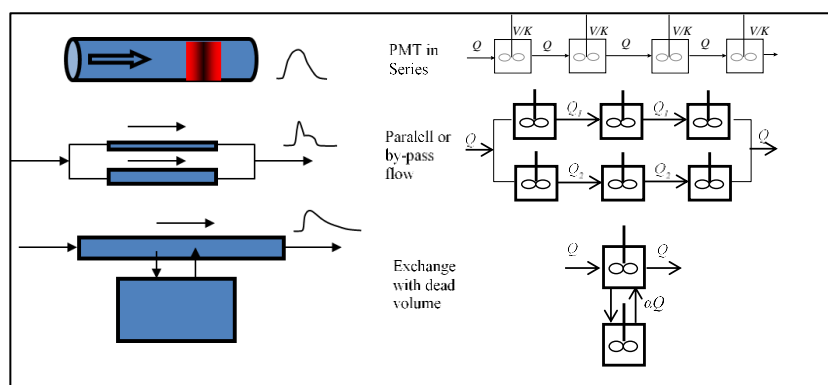 V/K V/K V/K V/K
PMT in
Series
Q Q Q Q
Paralell or
by-pass
flow
Q
Q1 Q1
Q2 Q2
Q
Exchange
with dead
volume
Q Q
αQ